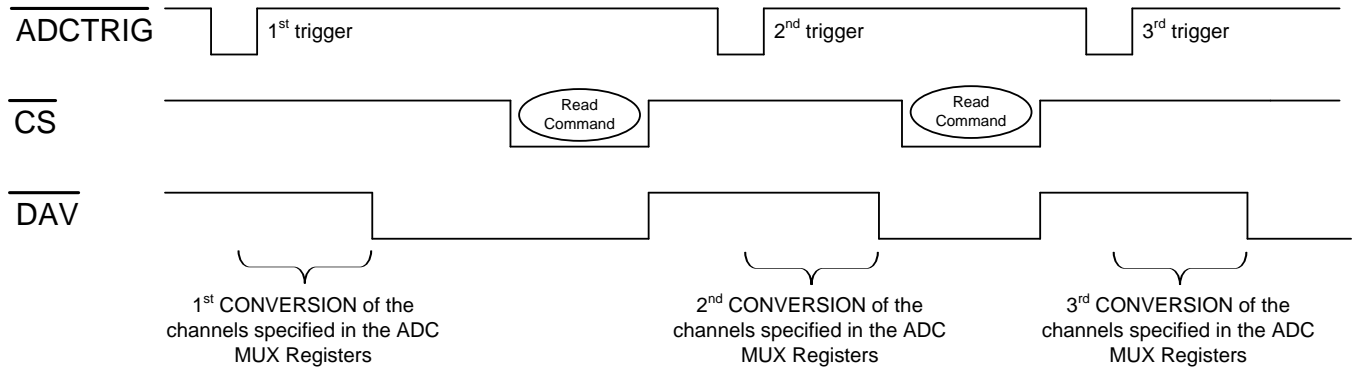 ADCTRIG
1st trigger
2nd trigger
3rd trigger
CS
Read
Command
Read
Command
DAV
1st CONVERSION of the
channels specified in the ADC
MUX Registers
2nd CONVERSION of the
channels specified in the ADC
MUX Registers
3rd CONVERSION of the
channels specified in the ADC
MUX Registers